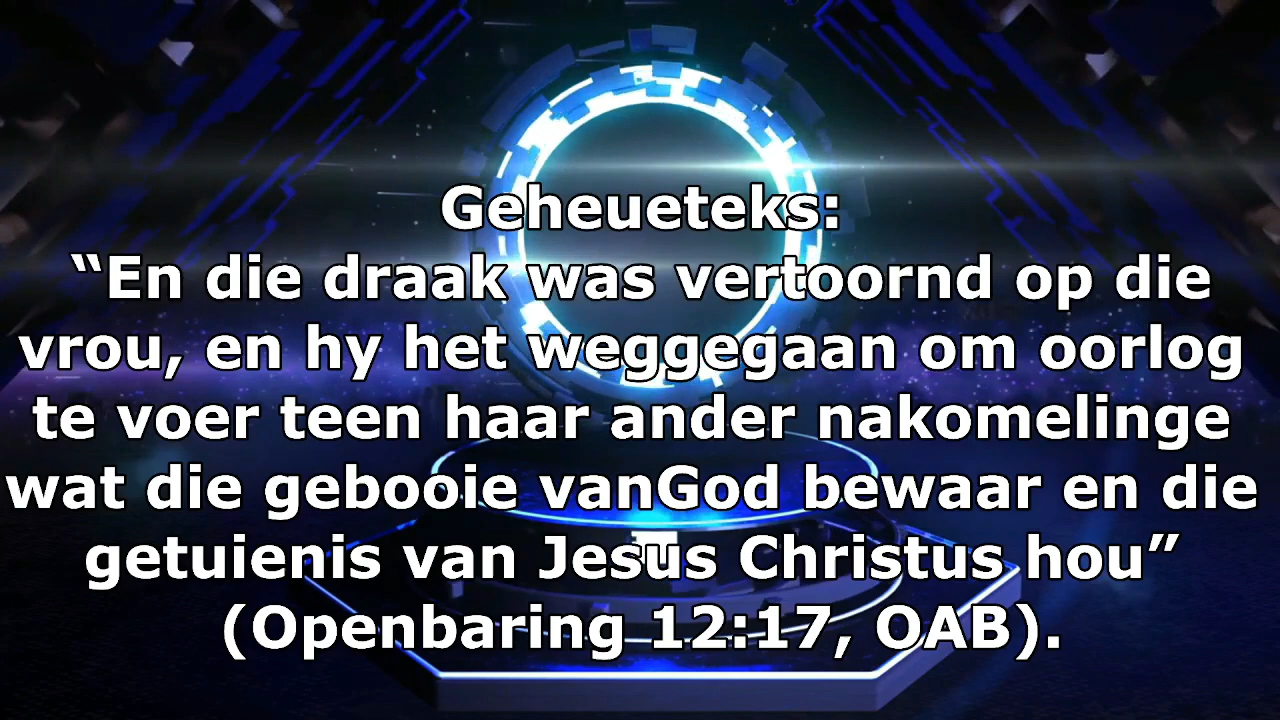 Geheueteks:
“En die draak was vertoornd op die
vrou, en hy het weggegaan om oorlog
te voer teen haar ander nakomelinge
wat die gebooie vanGod bewaar en die
getuienis van Jesus Christus hou”
(Openbaring 12:17, OAB).